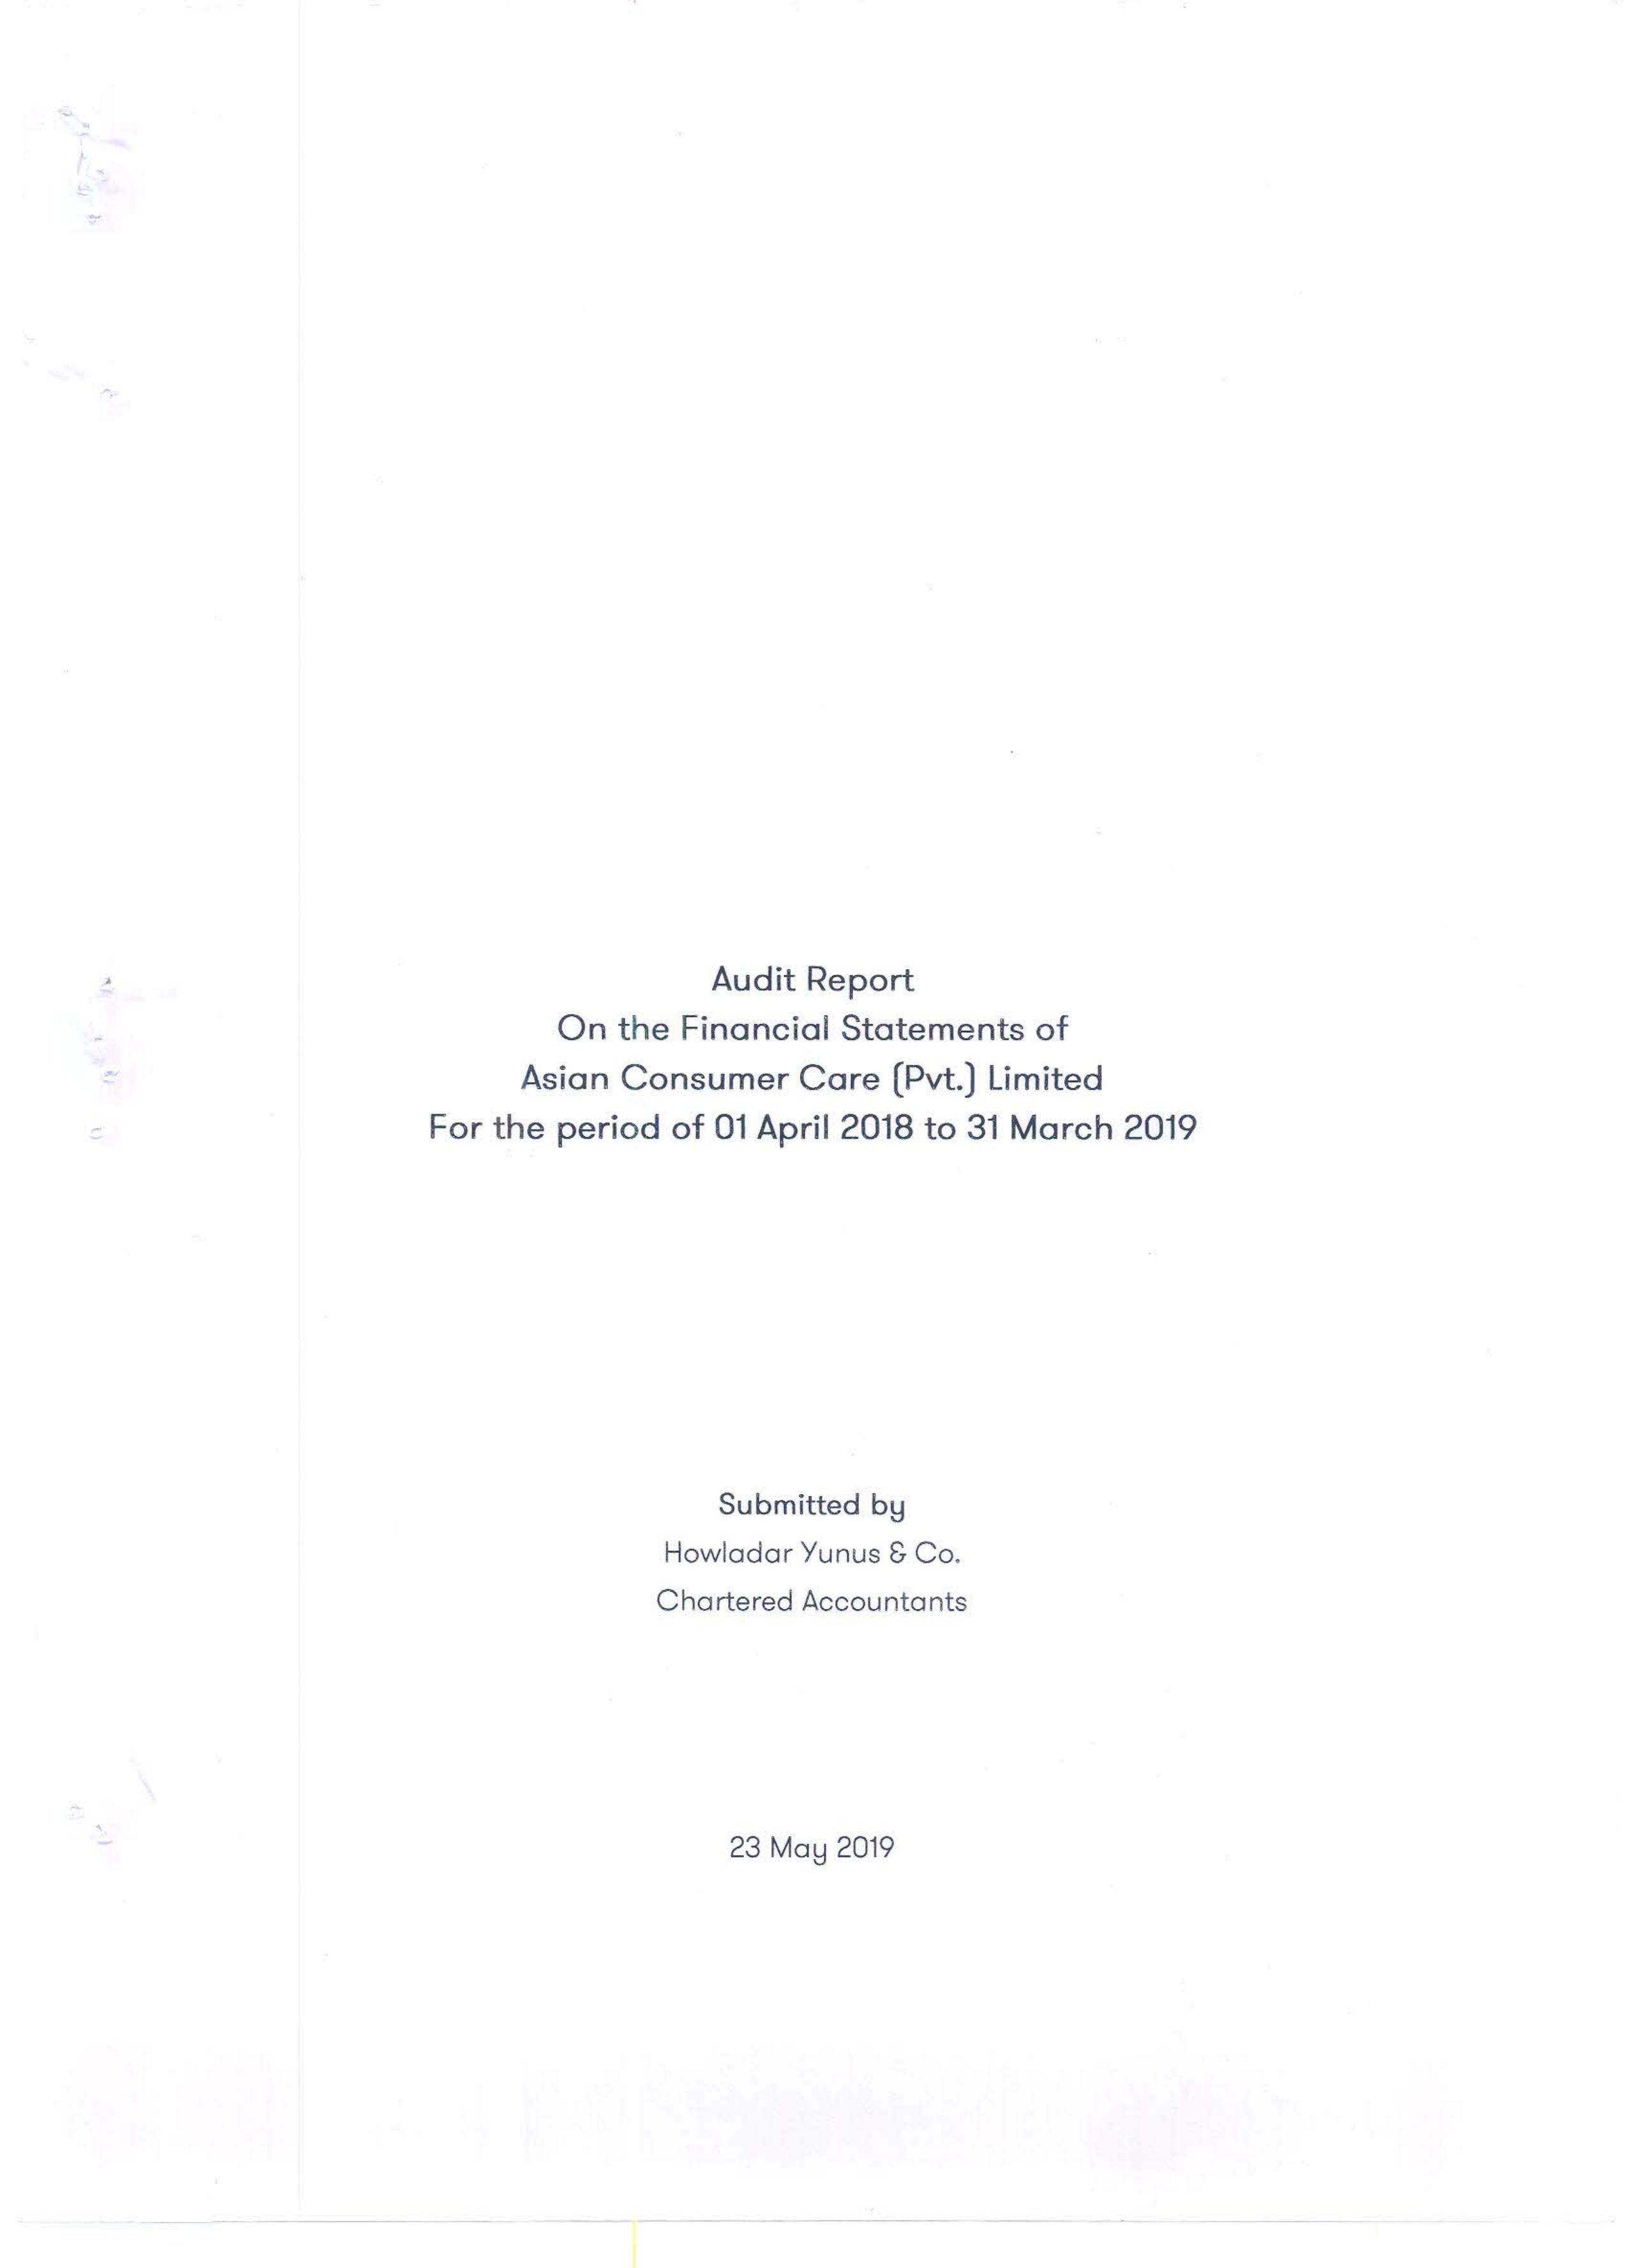 Audit Report
On the Financial Statements of
Asian Consumer Care (Pvt.) Limited
For the period of 01 April 2018 to 31 March 2019
Submitted by
Howladar Yunus & Co.
Chartered Accountants
23 May 2019